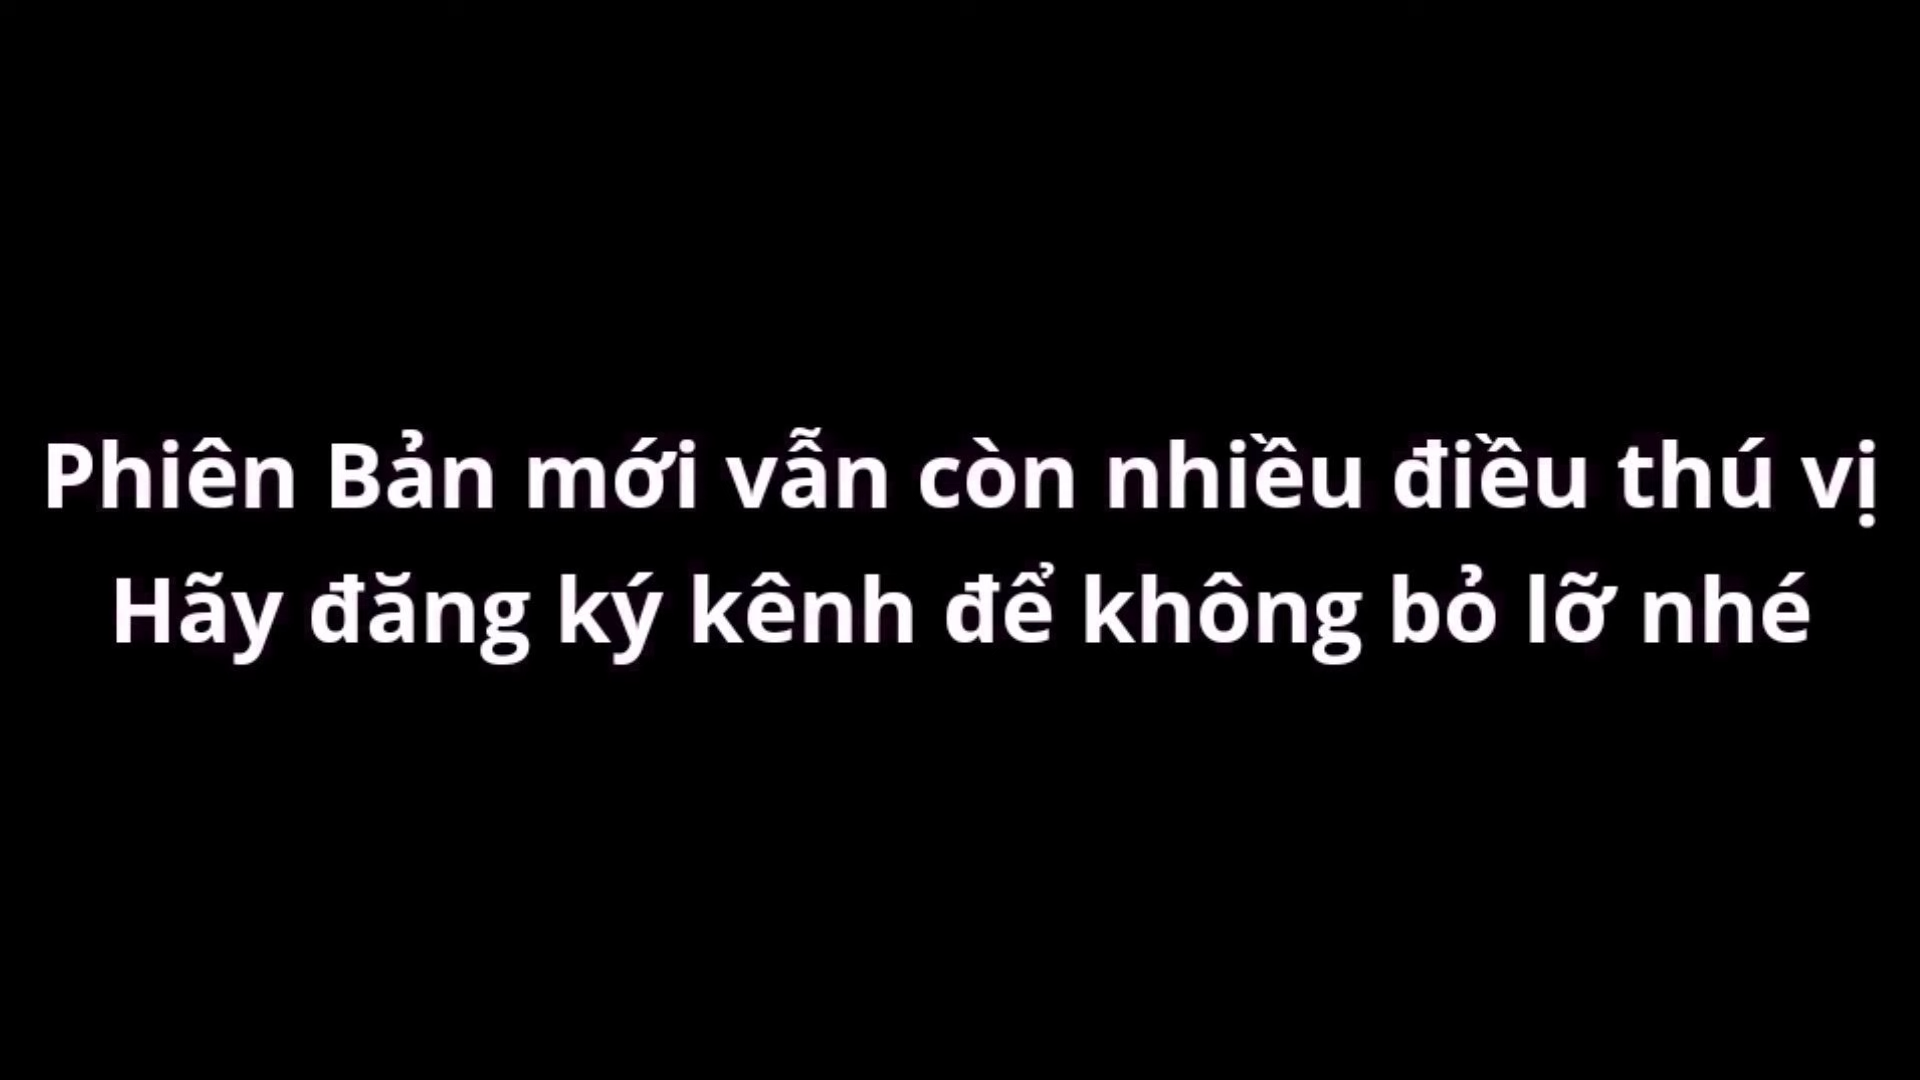 Phiên Bản mới vẫn còn nhiều điều thú vị
Hãy đăng ký kênh để không bỏ lỡ nhé